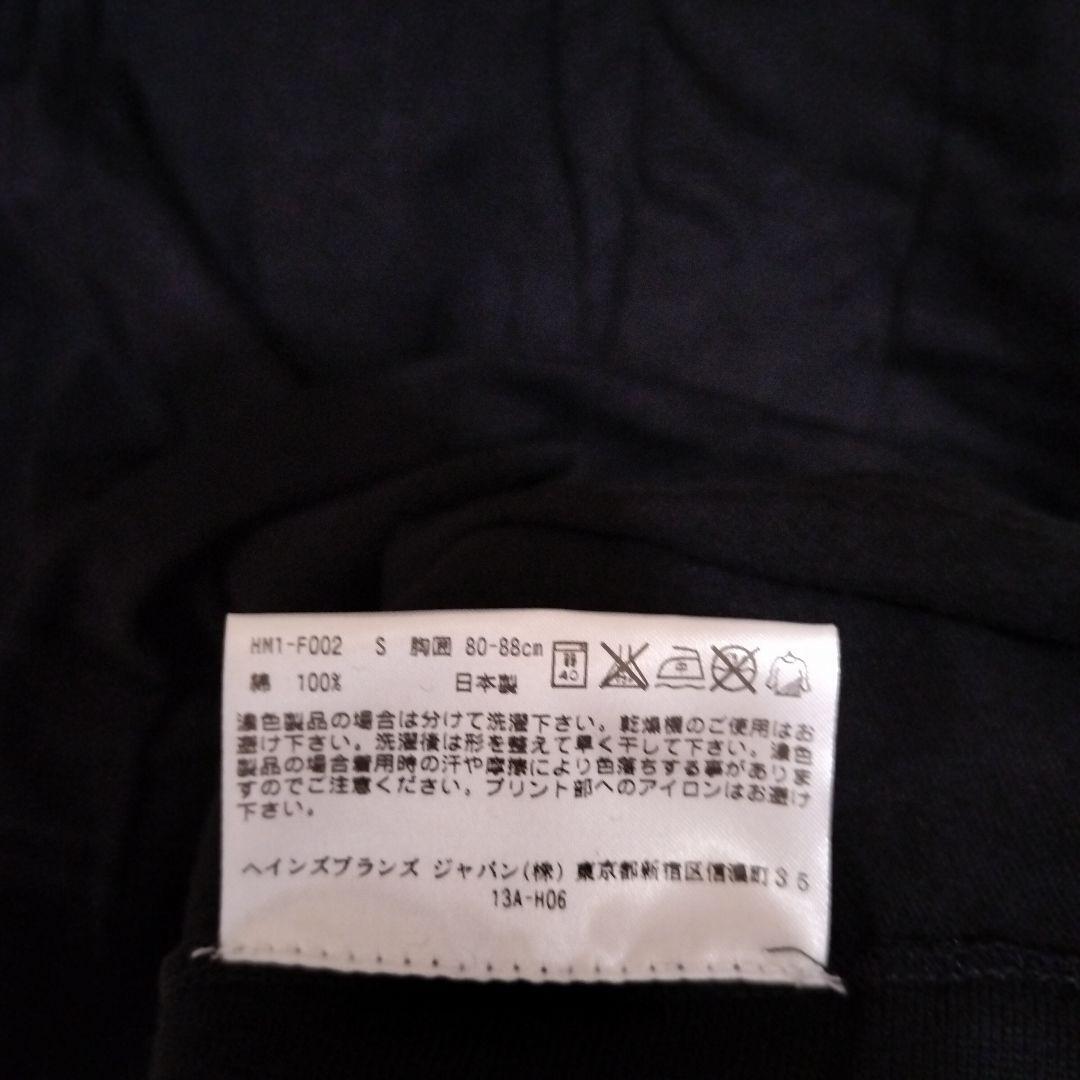 HM1-F002 S 胸囲 80-88cm
綿 100% 日本製
40
濃色製品の場合は分けて洗濯下さい。乾燥機のご使用はお
避け下さい。洗濯後は形を整えて早く干して下さい。濃色
製品の場合着用時の汗や摩擦により色落ちする事がありま
すのでご注意ください。プリント部へのアイロンはお避け
下さい。
ヘインズブランズ ジャパン(株) 東京都新宿区信濃町35
13A-H06